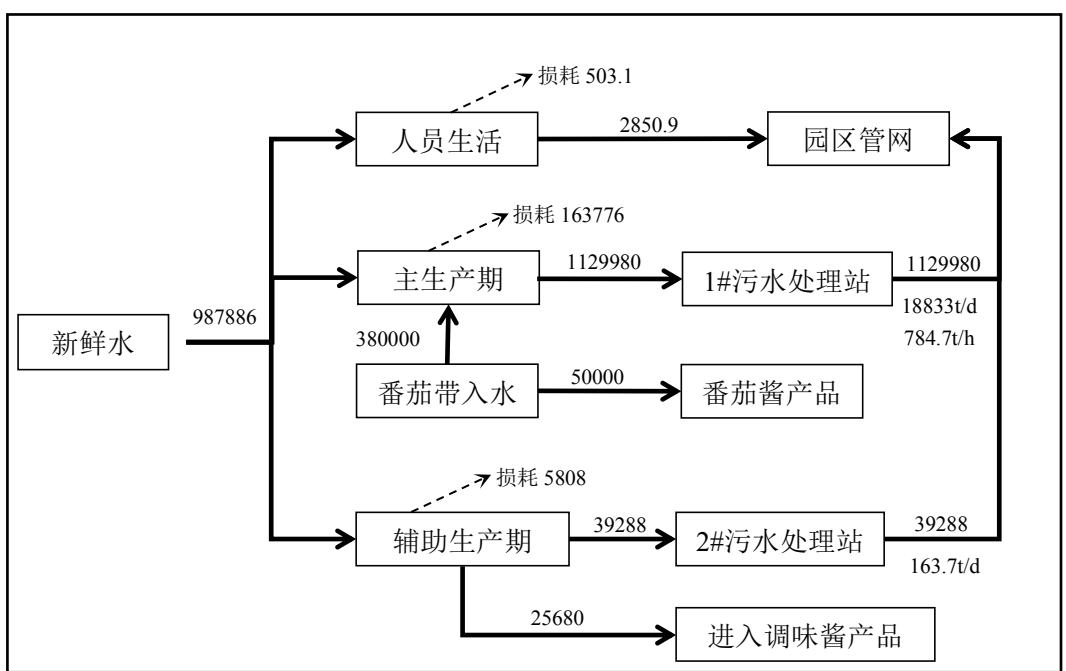 损耗 503.1
人员生活
2850.9
园区管网
损耗 163776
主生产期
1129980
1#污水处理站
1129980
18833t/d
784.7t/h
987886
新鲜水
380000
番茄带入水
50000
番茄酱产品
损耗 5808
辅助生产期
39288
2#污水处理站
39288
163.7t/d
25680
进入调味酱产品